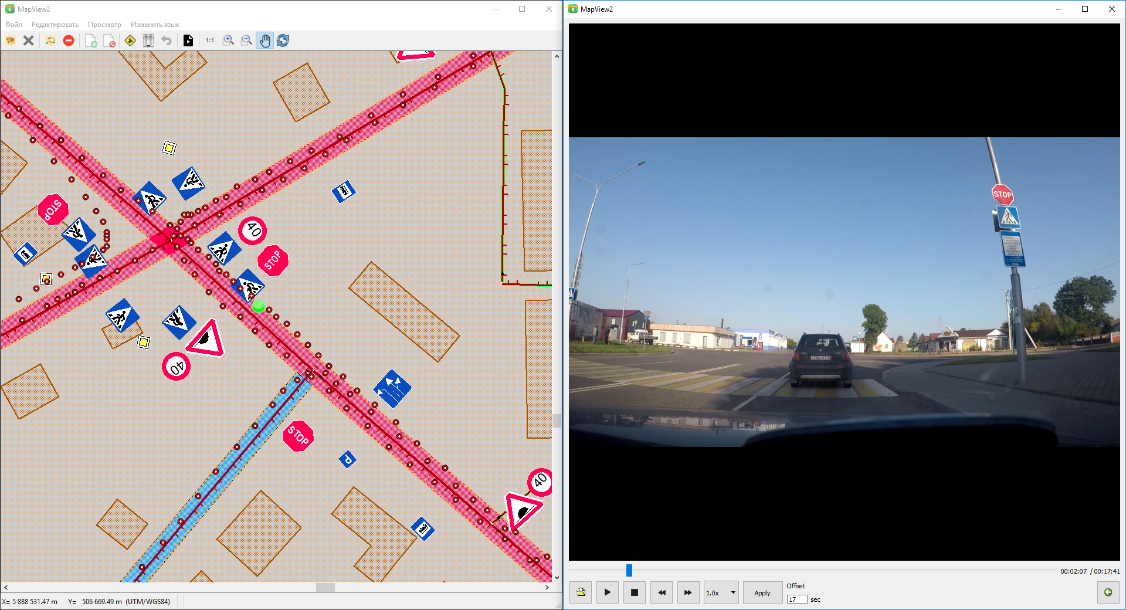 MapView2
Файл Редактировать Просмотр Изменить язык
1:1
STOP
40
STOP
40
STOP
40
X= 5 888 531.47 m Y= 506 669.49 m (UTM/WGS84)
MapView2
STOP
00:02:07 / 00:17:41
1.0x
Apply
Offset
17 sec